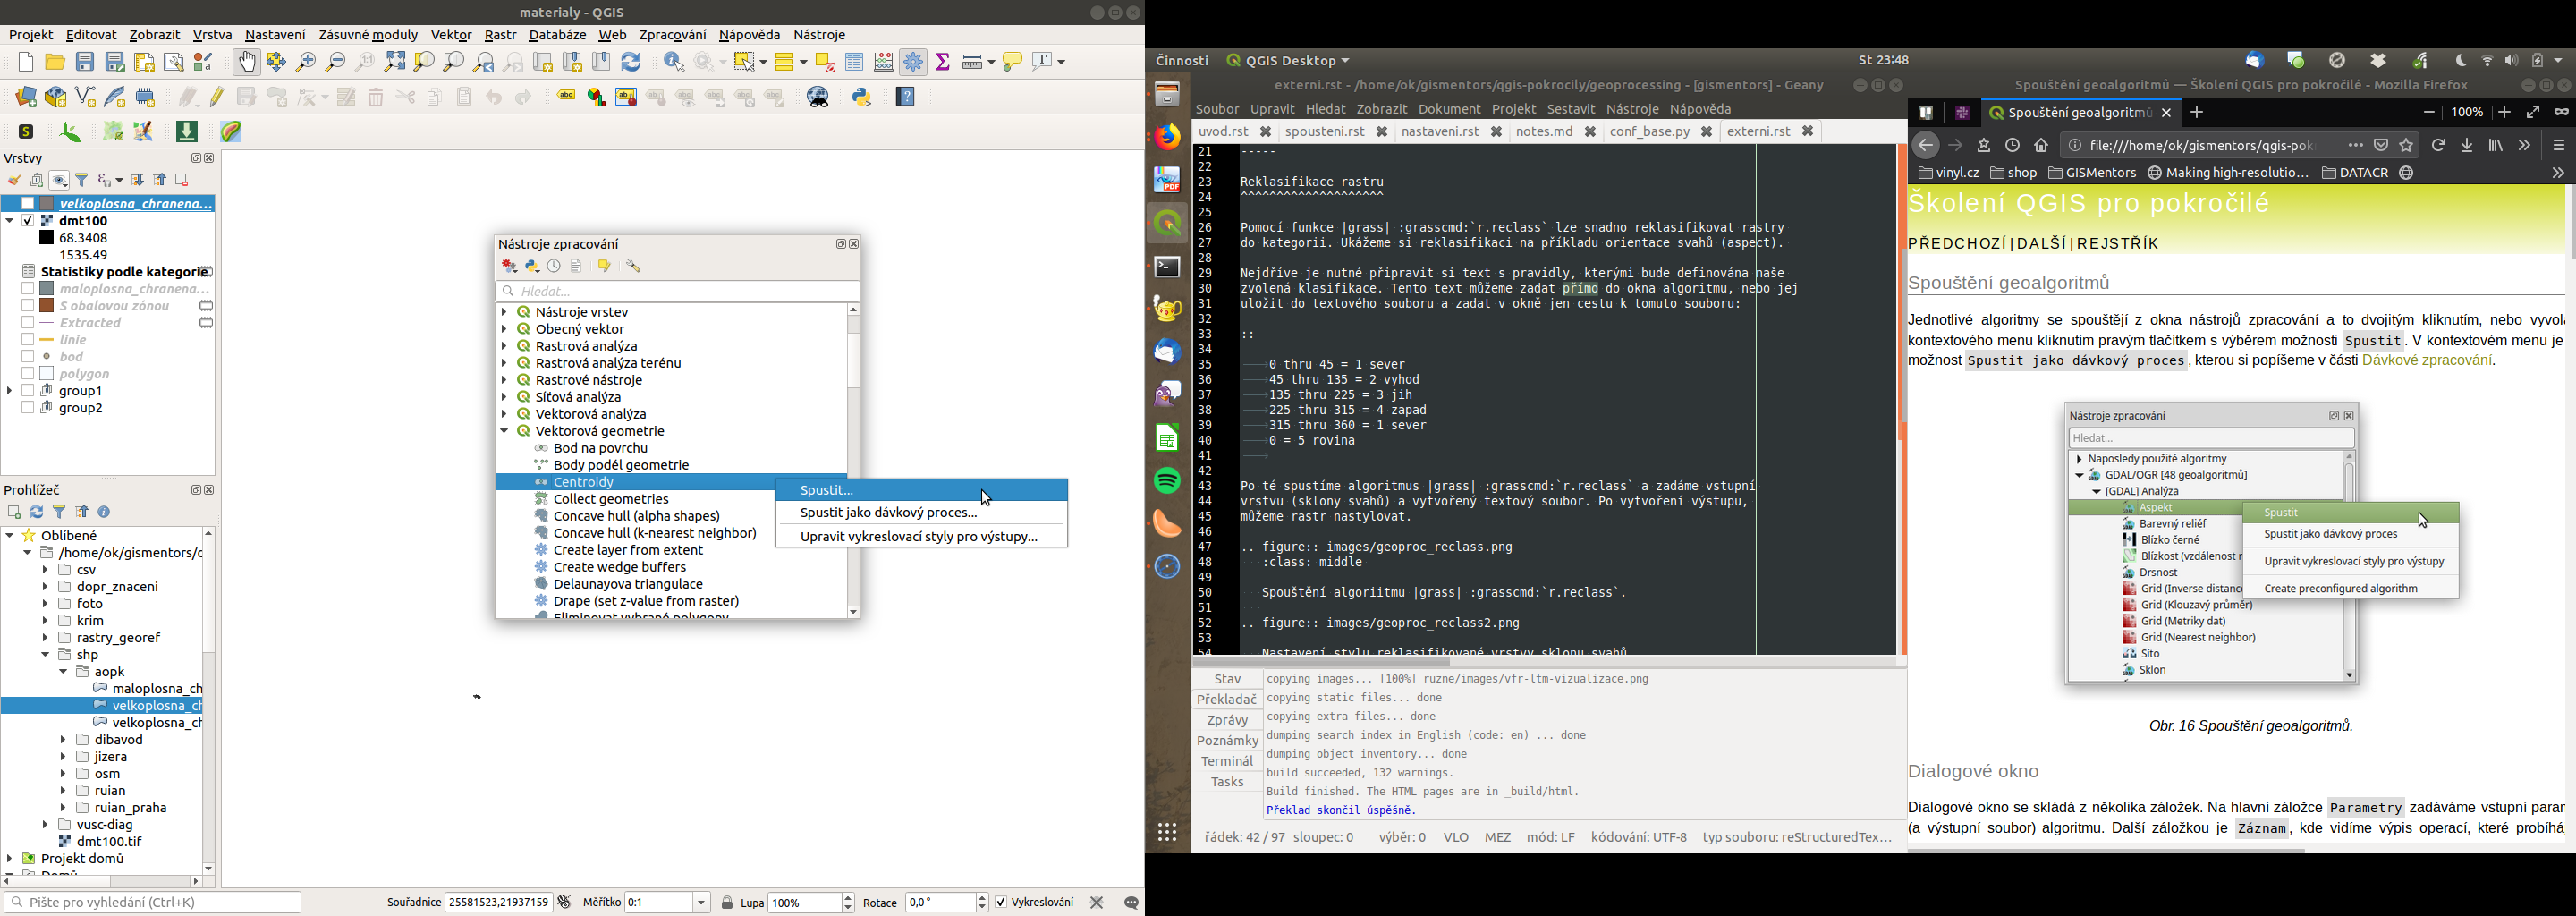 materialy - QGIS
Projekt Editovat Zobrazit Vrstva Nastavení Zásuvné moduly Vektor Rastr Databáze Web Zpracování Nápověda Nástroje
Vrstvy
velkoplosna_chranena...
dmt100
68.3408
1535.49
Statistiky podle kategorie
maloplosna_chranena...
S obalovou zónou
Extracted
linie
bod
polygon
group1
group2
Prohlížeč
Oblíbené
/home/ok/gismentors/c
csv
dopr_znaceni
foto
krim
rastry_georef
shp
aopk
maloplosna_ch
velkoplosna_ch
velkoplosna_ch
dibavod
jizera
osm
ruian
ruian_praha
vusc-diag
dmt100.tif
Projekt domů
Domů
Nástroje zpracování
Hledat...
Nástroje vrstev
Obecný vektor
Rastrová analýza
Rastrová analýza terénu
Rastrové nástroje
Síťová analýza
Vektorová analýza
Vektorová geometrie
Bod na povrchu
Body podél geometrie
Centroidy
Collect geometries
Concave hull (alpha shapes)
Concave hull (k-nearest neighbor)
Create layer from extent
Create wedge buffers
Delaunayova triangulace
Drape (set z-value from raster)
Eliminovat vybrané polygony
Spustit...
Spustit jako dávkový proces...
Upravit vykreslovací styly pro výstupy...
Pište pro vyhledání (Ctrl+K)
Souřadnice 25581523,21937159 Měřítko 0:1 Lupa 100% Rotace 0,0 ° Vykreslování
Činnosti QGIS Desktop St 23:48
externi.rst - /home/ok/gismentors/qgis-pokrocily/geoprocessing - [gismentors] - Geany
Soubor Upravit Hledat Zobrazit Dokument Projekt Sestavit Nástroje Nápověda
uvod.rst spousteni.rst nastaveni.rst notes.md conf_base.py externi.rst
21 -----
22
23 Reklasifikace rastru
24 ^^^^^^^^^^^^^^^^^^^^
25
26 Pomocí funkce |grass| :grasscmd:`r.reclass` lze snadno reklasifikovat rastry
27 do kategorii. Ukážeme si reklasifikaci na příkladu orientace svahů (aspect).
28
29 Nejdříve je nutné připravit si text s pravidly, kterými bude definována naše
30 zvolená klasifikace. Tento text můžeme zadat přímo do okna algoritmu, nebo jej
31 uložit do textového souboru a zadat v okně jen cestu k tomuto souboru:
32
33 ::
34
35 0 thru 45 = 1 sever
36 45 thru 135 = 2 vyhod
37 135 thru 225 = 3 jih
38 225 thru 315 = 4 zapad
39 315 thru 360 = 1 sever
40 0 = 5 rovina
41
42
43 Po té spustíme algoritmus |grass| :grasscmd:`r.reclass` a zadáme vstupní
44 vrstvu (sklony svahů) a vytvořený textový soubor. Po vytvoření výstupu,
45 můžeme rastr nastylovat.
46
47 .. figure:: images/geoproc_reclass.png
48 :class: middle
49
50 Spouštění algoriitmu |grass| :grasscmd:`r.reclass`.
51
52 .. figure:: images/geoproc_reclass2.png
53
54 Nastavení stylu reklasifikované vrstvy sklonu svahů
Stav
Překladač
Zprávy
Poznámky
Terminál
Tasks
copying images... [100%] ruzne/images/vfr-ltm-vizualizace.png
copying static files... done
copying extra files... done
dumping search index in English (code: en) ... done
dumping object inventory... done
build succeeded, 132 warnings.
Build finished. The HTML pages are in _build/html.
Překlad skončil úspěšně.
řádek: 42 / 97 sloupec: 0 výběr: 0 VLO MEZ mód: LF kódování: UTF-8 typ souboru: reStructuredTex...
Spouštění geoalgoritmů — Školení QGIS pro pokročilé - Mozilla Firefox
Spouštění geoalgoritmů 100%
file:///home/ok/gismentors/qgis-pok
vinyl.cz shop GISMentors Making high-resolutio... DATACR
Školení QGIS pro pokročilé
PŘEDCHOZÍ | DALŠÍ | REJSTŘÍK
Spouštění geoalgoritmů
Jednotlivé algoritmy se spouštějí z okna nástrojů zpracování a to dvojitým kliknutím, nebo vyvol
kontextového menu kliknutím pravým tlačítkem s výběrem možnosti Spustit. V kontextovém menu je
možnost Spustit jako dávkový proces, kterou si popíšeme v části Dávkové zpracování.
Nástroje zpracování
Hledat...
Naposledy použité algoritmy
GDAL/OGR [48 geoalgoritmů]
[GDAL] Analýza
Aspekt
Barevný reliéf
Blízko černé
Blízkost (vzdálenost r
Drsnost
Grid (Inverse distance
Grid (Klouzavý průměr)
Grid (Metriky dat)
Grid (Nearest neighbor)
Síto
Sklon
Spustit
Spustit jako dávkový proces
Upravit vykreslovací styly pro výstupy
Create preconfigured algorithm
Obr. 16 Spouštění geoalgoritmů.
Dialogové okno
Dialogové okno se skládá z několika záložek. Na hlavní záložce Parametry zadáváme vstupní param
(a výstupní soubor) algoritmu. Další záložkou je Záznam, kde vidíme výpis operací, které probíhaj